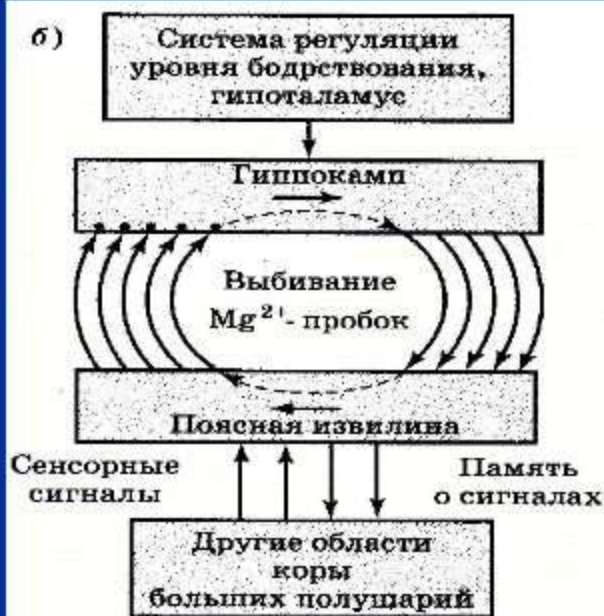 б)
Система регуляции
уровня бодрствования,
гипоталамус
Гиппокамп
Выбивание
Mg²⁺- пробок
Поясная извилина
Сенсорные
сигналы
Память
о сигналах
Другие области
коры
больших полушарий